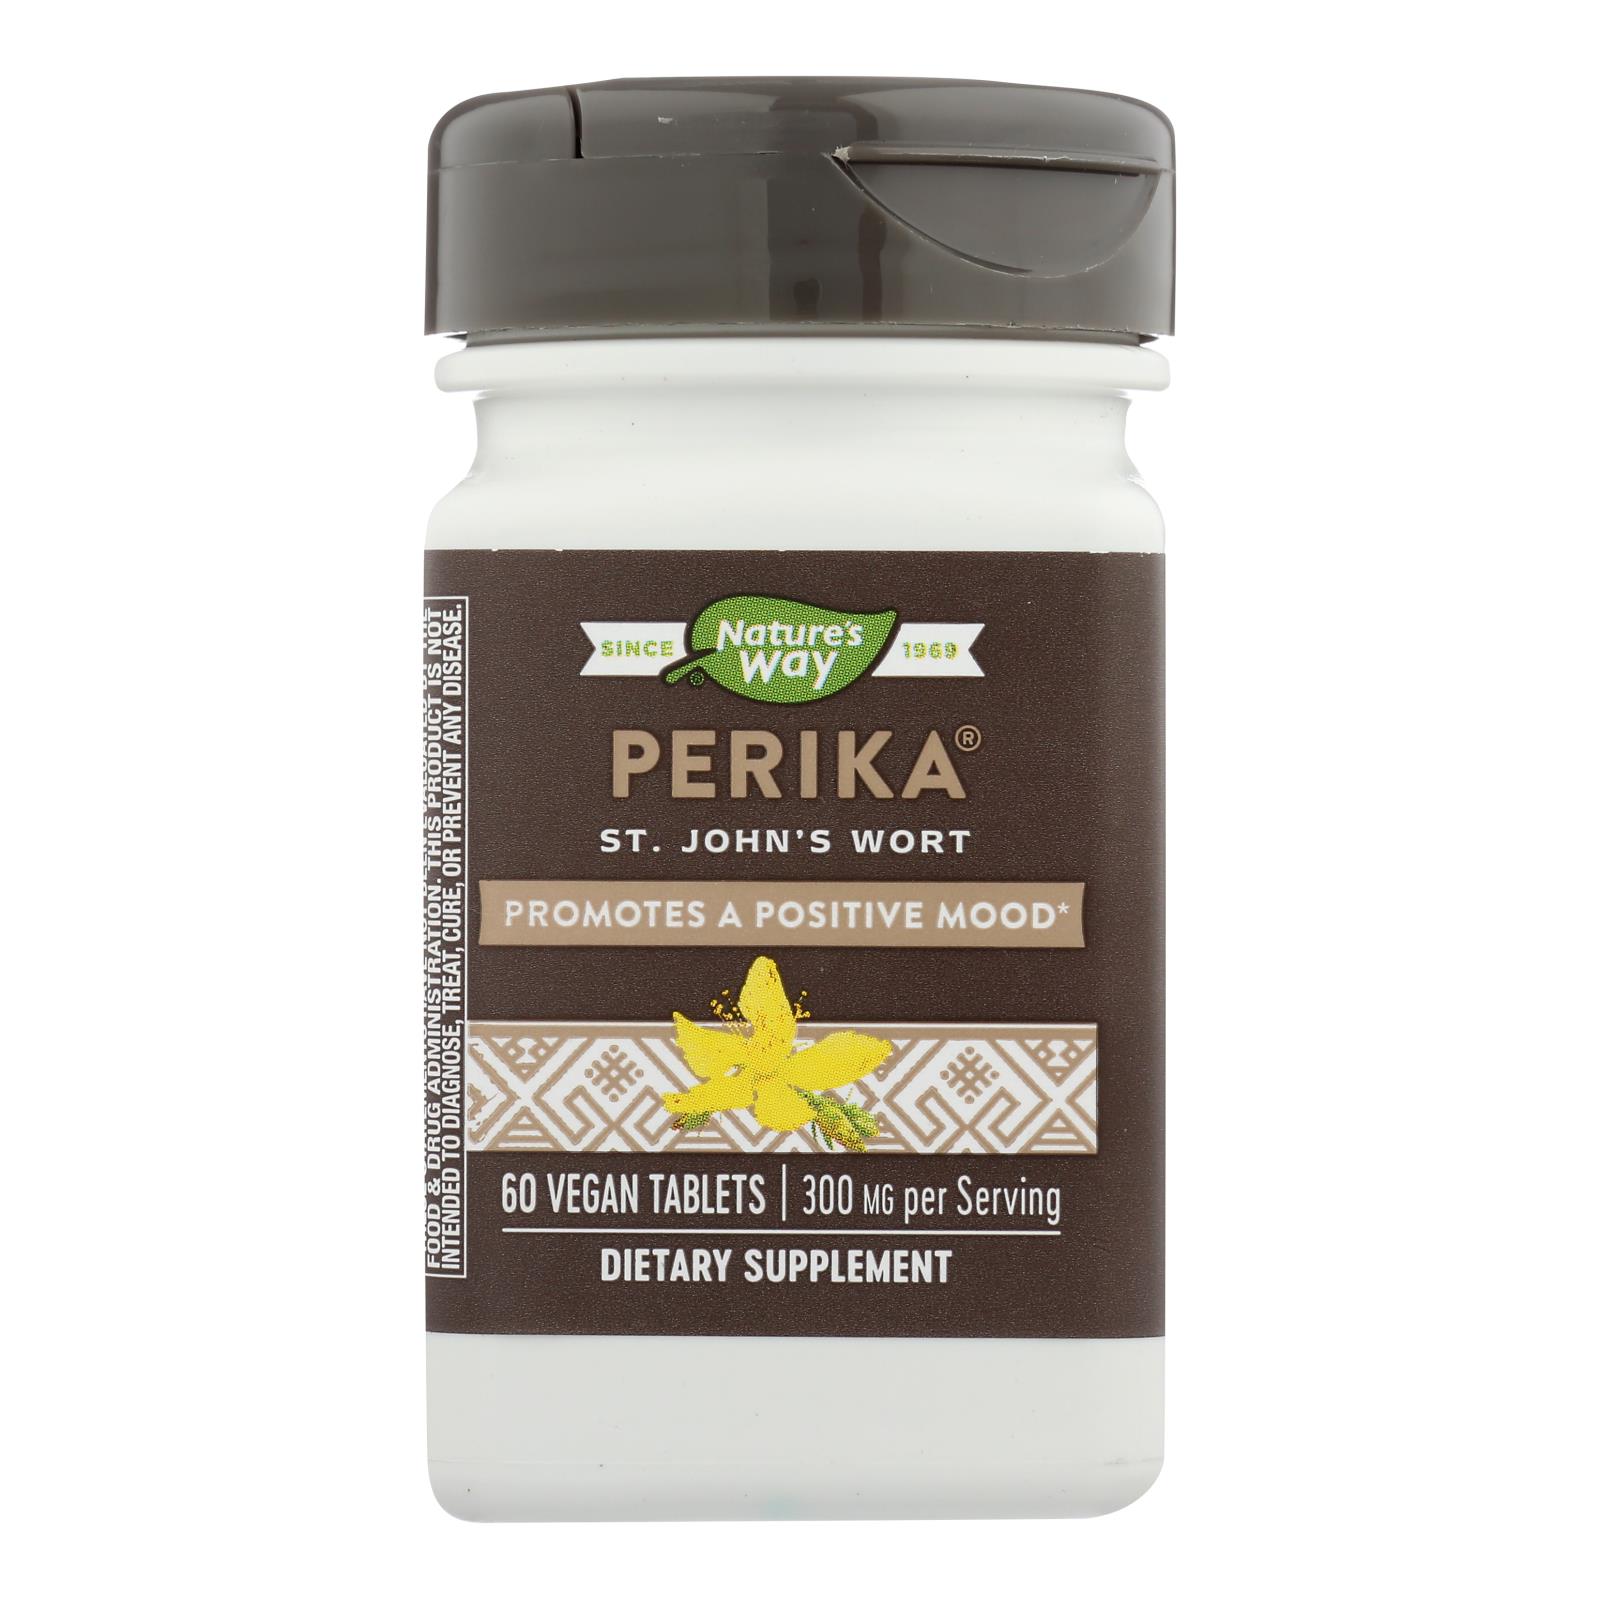 SINCE Nature's Way 1969
PERIKA®
ST. JOHN'S WORT
PROMOTES A POSITIVE MOOD*
60 VEGAN TABLETS | 300 MG per Serving
DIETARY SUPPLEMENT
FOOD & DRUG ADMINISTRATION. THIS PRODUCT IS NOT
INTENDED TO DIAGNOSE, TREAT, CURE, OR PREVENT ANY DISEASE.